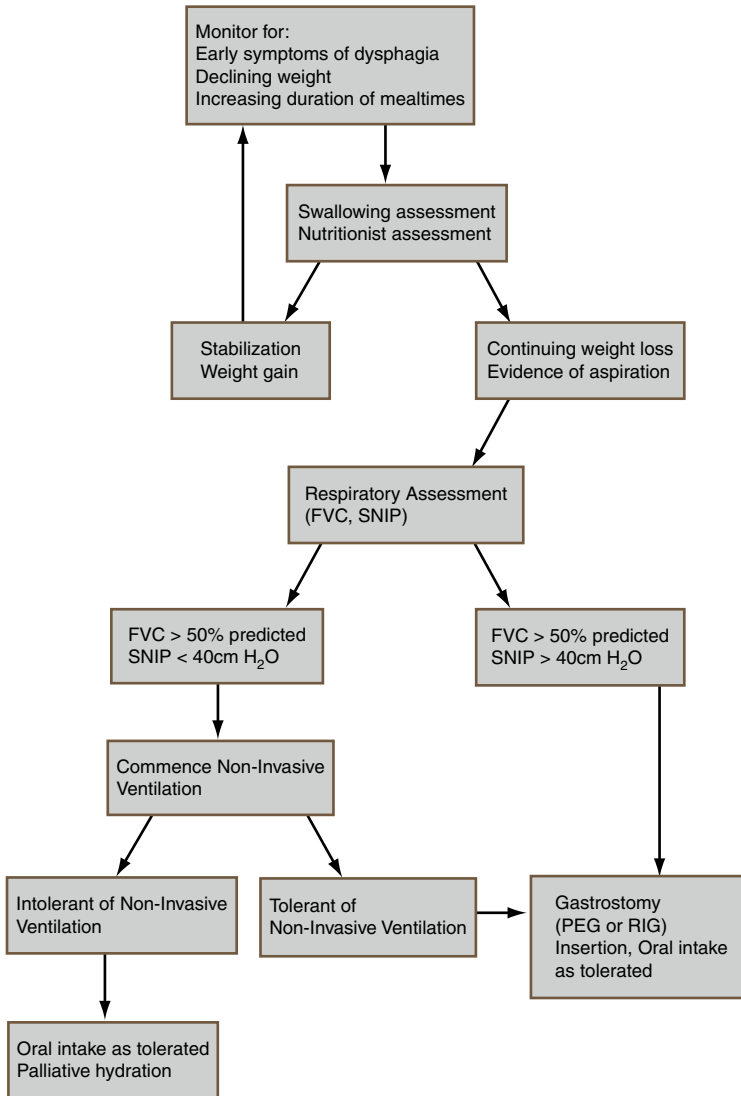 Monitor for:
Early symptoms of dysphagia
Declining weight
Increasing duration of mealtimes
Swallowing assessment
Nutritionist assessment
Stabilization
Weight gain
Continuing weight loss
Evidence of aspiration
Respiratory Assessment
(FVC, SNIP)
FVC > 50% predicted
SNIP < 40cm H₂O
FVC > 50% predicted
SNIP > 40cm H₂O
Commence Non-Invasive
Ventilation
Intolerant of Non-Invasive
Ventilation
Tolerant of
Non-Invasive Ventilation
Gastrostomy
(PEG or RIG)
Insertion, Oral intake
as tolerated
Oral intake as tolerated
Palliative hydration